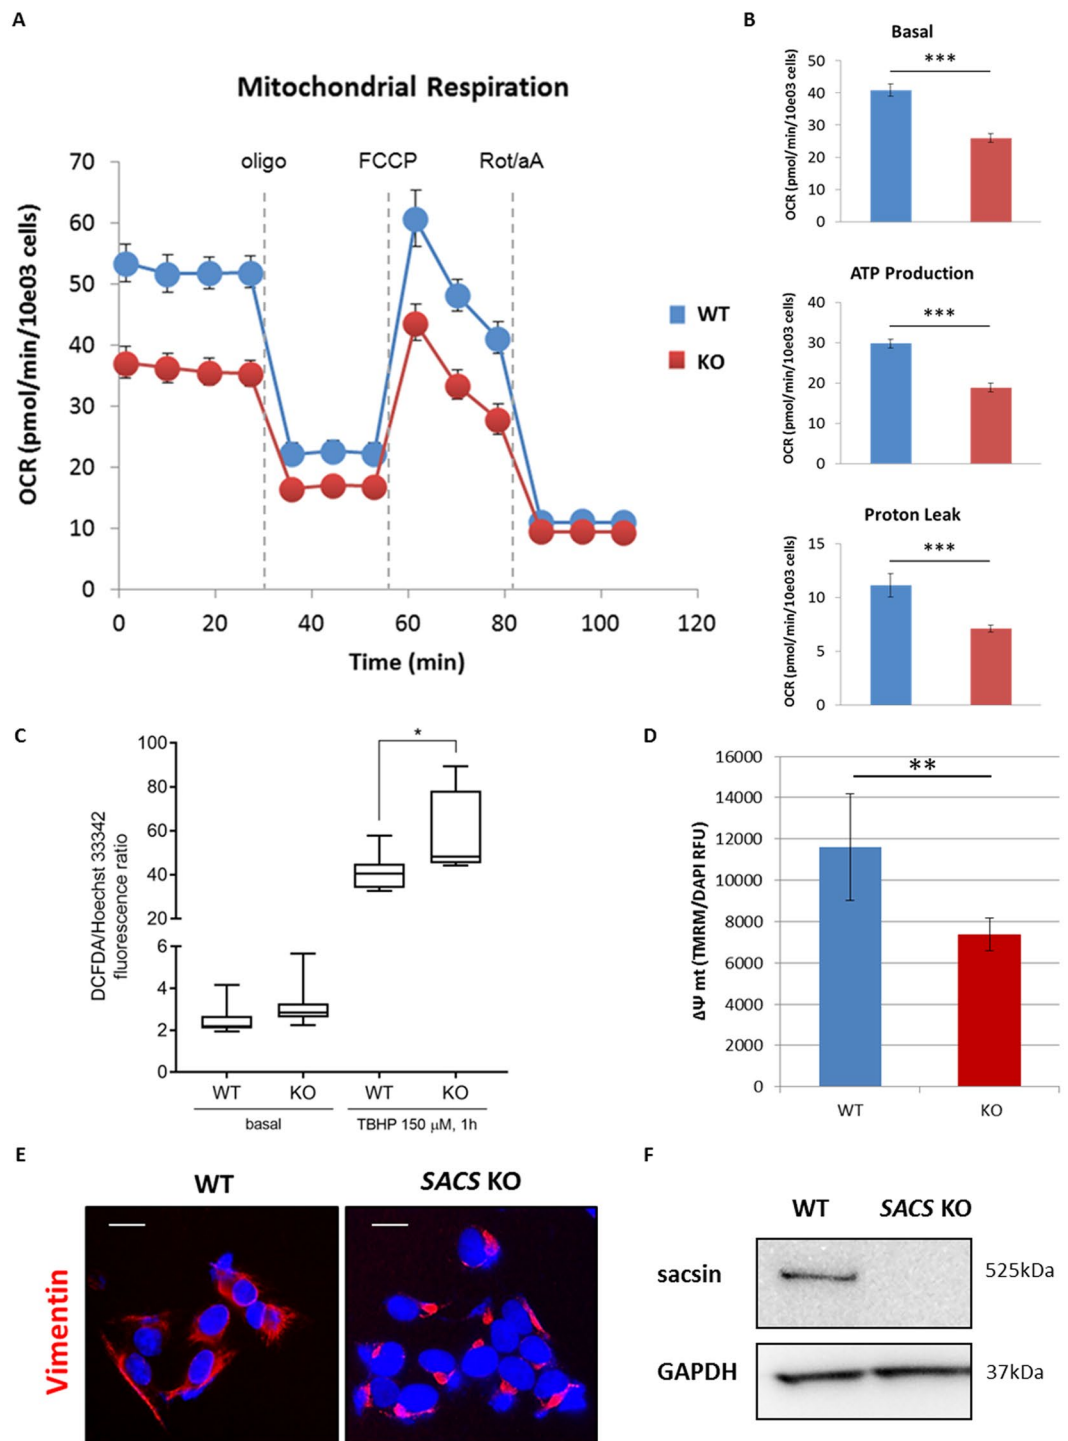 A
Mitochondrial Respiration
oligo FCCP Rot/aA
OCR (pmol/min/10e03 cells)
70
60
50
40
30
20
10
0
0 20 40 60 80 100 120
Time (min)
WT
KO
B
Basal
***
OCR (pmol/min/10e03 cells)
50
40
30
20
10
0
ATP Production
***
OCR (pmol/min/10e03 cells)
40
30
20
10
0
Proton Leak
***
OCR (pmol/min/10e03 cells)
15
10
5
0
C
DCFDA/Hoechst 33342
fluorescence ratio
100
80
60
40
20
6
4
2
0
*
WT KO WT KO
basal TBHP 150 μM, 1h
D
ΔΨ mt (TMRM/DAPI RFU)
16000
14000
12000
10000
8000
6000
4000
2000
0
**
WT KO
E
WT SACS KO
Vimentin
F
WT SACS KO
sacsin 525kDa
GAPDH 37kDa